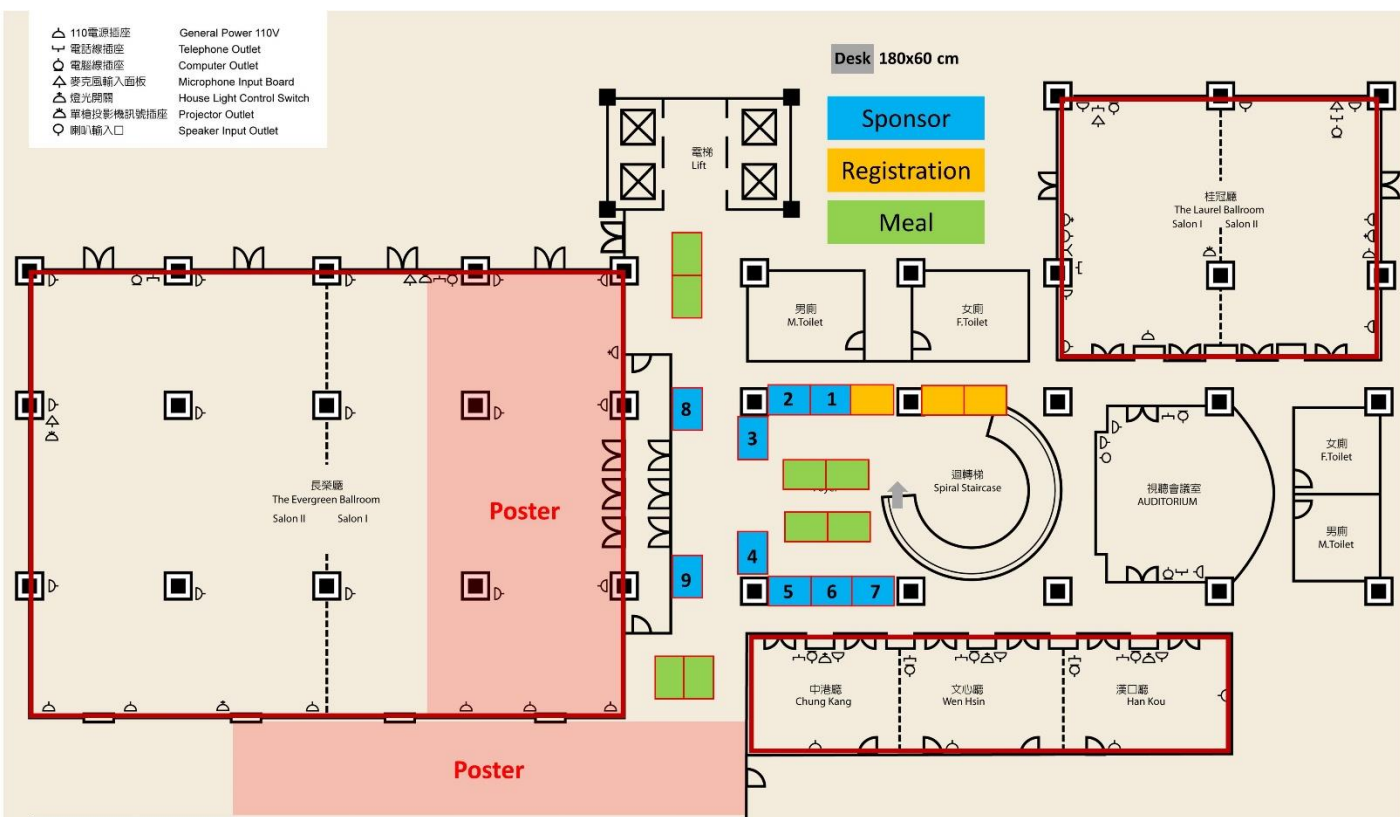 110電源插座 General Power 110V
電話線插座 Telephone Outlet
電腦線插座 Computer Outlet
麥克風輸入面板 Microphone Input Board
燈光開關 House Light Control Switch
單槍投影機訊號插座 Projector Outlet
喇叭輸入口 Speaker Input Outlet
Desk 180x60 cm
Sponsor
Registration
Meal
電梯
Lift
桂冠廳
The Laurel Ballroom
Salon I Salon II
男廁
M.Toilet
女廁
F.Toilet
8
2 1
3
4
9
5 6 7
迴轉梯
Spiral Staircase
視聽會議室
AUDITORIUM
女廁
F.Toilet
男廁
M.Toilet
長榮廳
The Evergreen Ballroom
Salon II Salon I
Poster
中港廳
Chung Kang
文心廳
Wen Hsin
漢口廳
Han Kou
Poster